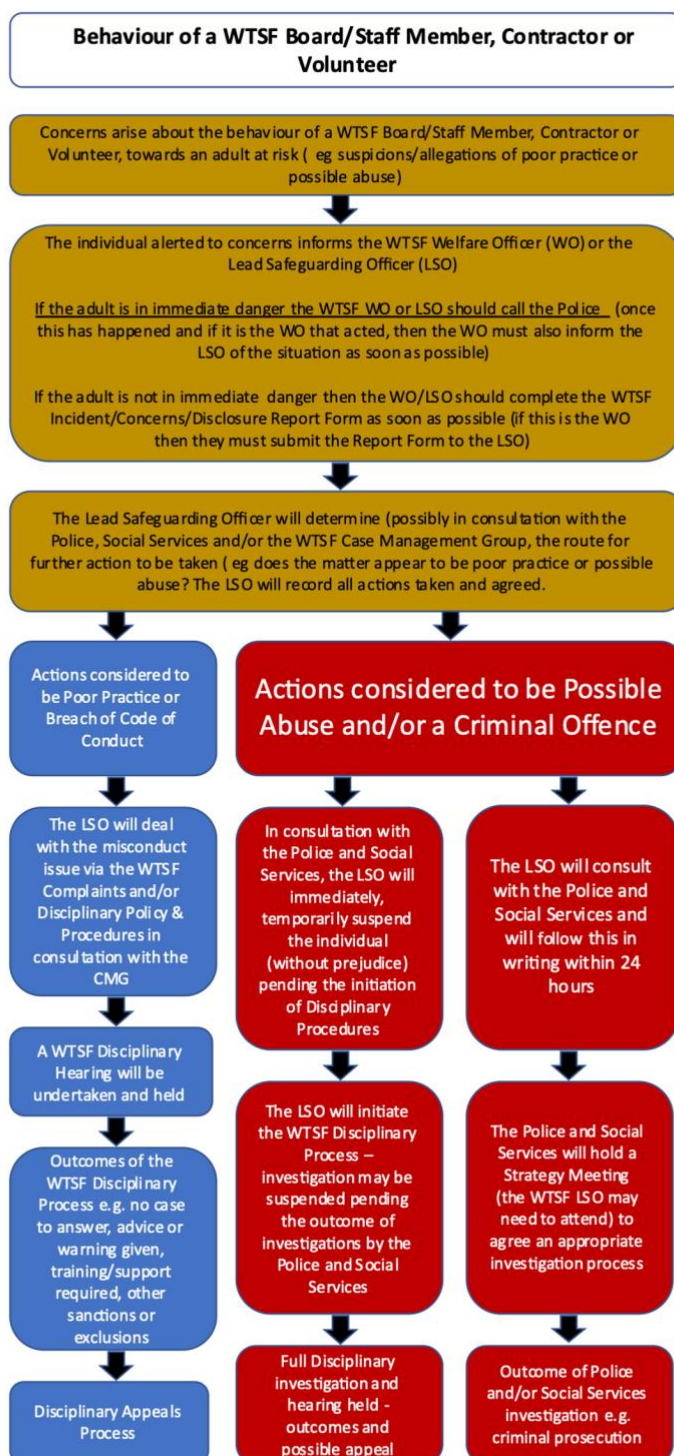 Behaviour of a WTSF Board/Staff Member, Contractor or
Volunteer
Concerns arise about the behaviour of a WTSF Board/Staff Member, Contractor or
Volunteer, towards an adult at risk ( eg suspicions/allegations of poor practice or
possible abuse)
The individual alerted to concerns informs the WTSF Welfare Officer (WO) or the
Lead Safeguarding Officer (LSO)
If the adult is in immediate danger the WTSF WO or LSO should call the Police (once
this has happened and if it is the WO that acted, then the WO must also inform the
LSO of the situation as soon as possible)
If the adult is not in immediate danger then the WO/LSO should complete the WTSF
Incident/Concerns/Disclosure Report Form as soon as possible (if this is the WO
then they must submit the Report Form to the LSO)
The Lead Safeguarding Officer will determine (possibly in consultation with the
Police, Social Services and/or the WTSF Case Management Group, the route for
further action to be taken ( eg does the matter appear to be poor practice or possible
abuse? The LSO will record all actions taken and agreed.
Actions considered to
be Poor Practice or
Breach of Code of
Conduct
The LSO will deal
with the misconduct
issue via the WTSF
Complaints and/or
Disciplinary Policy &
Procedures in
consultation with the
CMG
A WTSF Disciplinary
Hearing will be
undertaken and held
Outcomes of the
WTSF Disciplinary
Process e.g. no case
to answer, advice or
warning given,
training/support
required, other
sanctions or
exclusions
Disciplinary Appeals
Process
Actions considered to be Possible
Abuse and/or a Criminal Offence
In consultation with
the Police and Social
Services, the LSO will
immediately,
temporarily suspend
the individual
(without prejudice)
pending the initiation
of Disciplinary
Procedures
The LSO will initiate
the WTSF Disciplinary
Process –
investigation may be
suspended pending
the outcome of
investigations by the
Police and Social
Services
Full Disciplinary
investigation and
hearing held -
outcomes and
possible appeal
The LSO will consult
with the Police and
Social Services and
will follow this in
writing within 24
hours
The Police and Social
Services will hold a
Strategy Meeting
(the WTSF LSO may
need to attend) to
agree an appropriate
investigation process
Outcome of Police
and/or Social Services
investigation e.g.
criminal prosecution